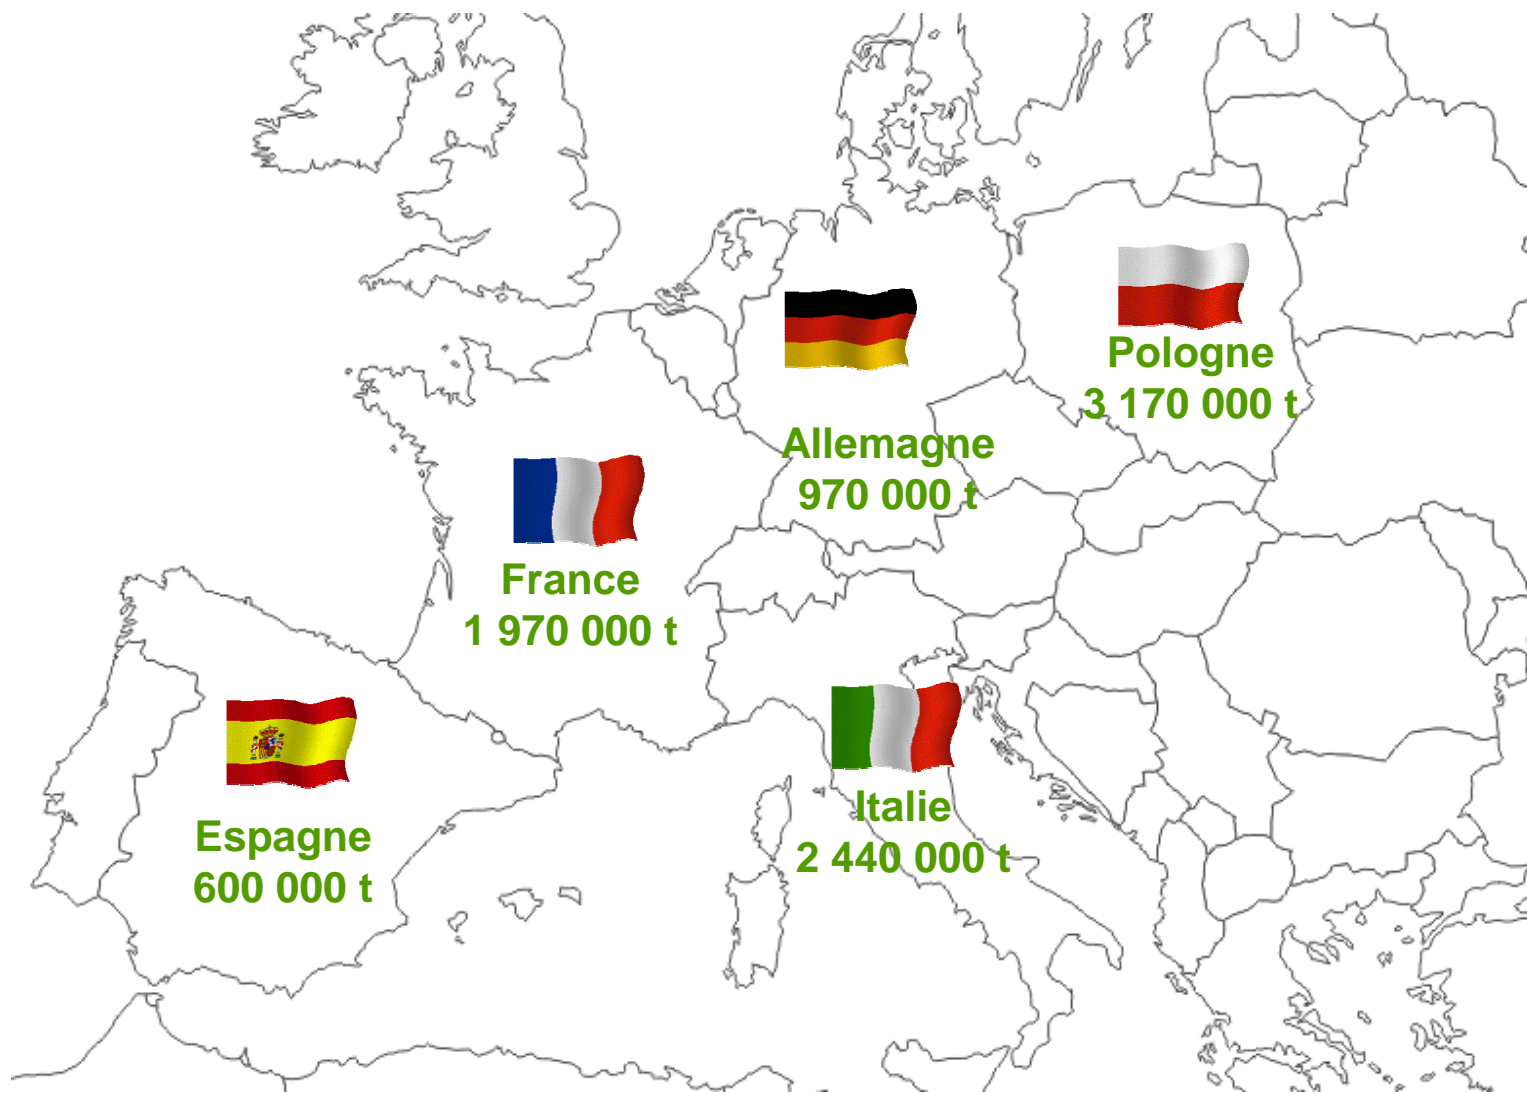 Pologne
3 170 000 t
Allemagne
970 000 t
France
1 970 000 t
Italie
2 440 000 t
Espagne
600 000 t